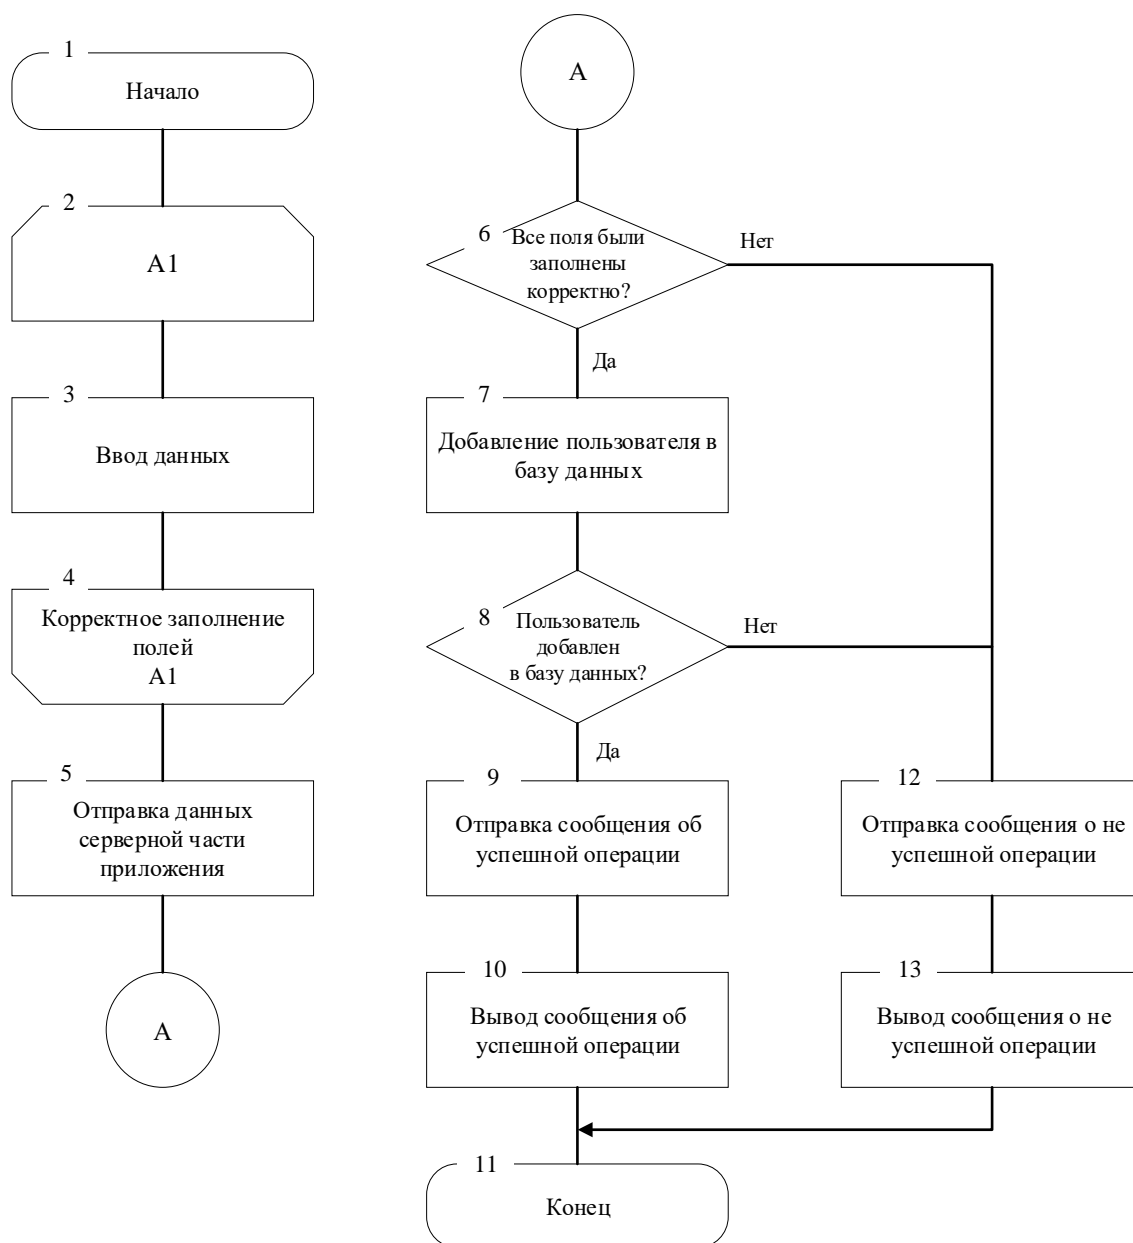 1
Начало
2
А1
3
Ввод данных
4
Корректное заполнение
полей
А1
5
Отправка данных
серверной части
приложения
А
А
6
Все поля были
заполнены
корректно?
Нет
Да
7
Добавление пользователя в
базу данных
8
Пользователь
добавлен
в базу данных?
Нет
Да
9
Отправка сообщения об
успешной операции
10
Вывод сообщения об
успешной операции
11
Конец
12
Отправка сообщения о не
успешной операции
13
Вывод сообщения о не
успешной операции